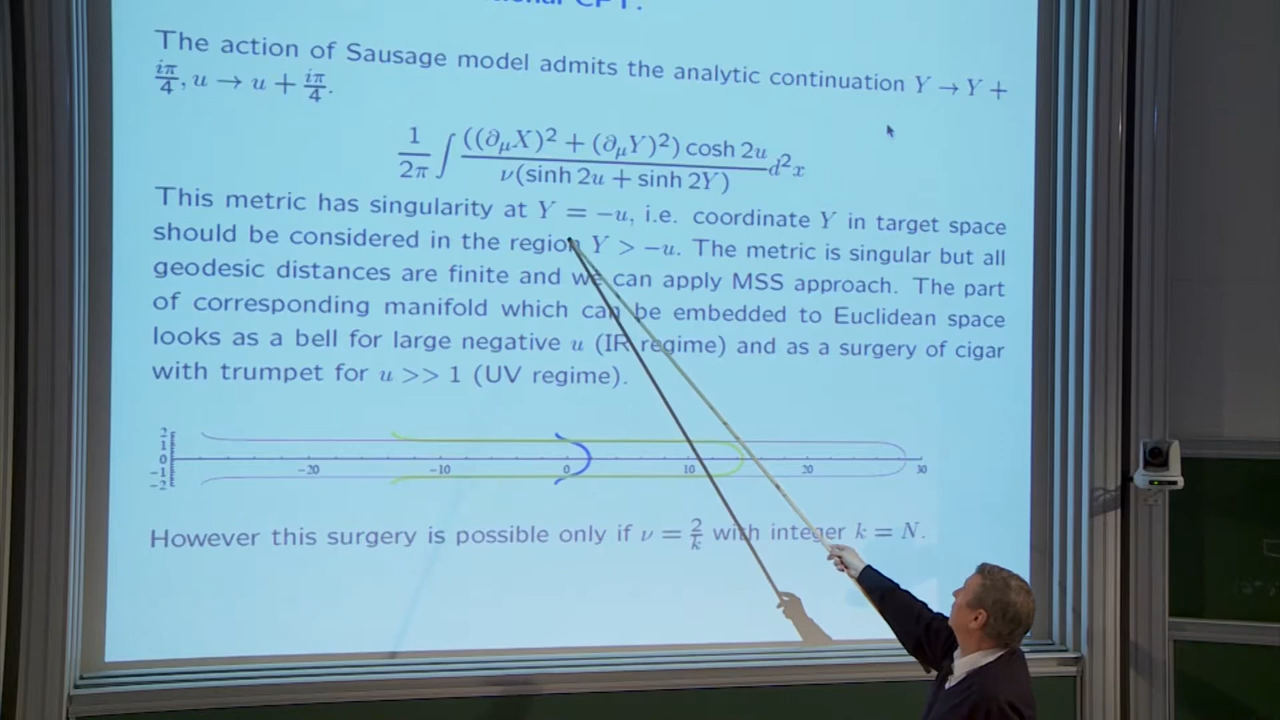 The action of Sausage model admits the analytic continuation Y → Y +
iπ/4, u → u + iπ/4.
1/2π ∫ ((∂μX)² + (∂μY)²) cosh 2u / ν(sinh 2u + sinh 2Y) d²x
This metric has singularity at Y = −u, i.e. coordinate Y in target space
should be considered in the region Y > −u. The metric is singular but all
geodesic distances are finite and we can apply MSS approach. The part
of corresponding manifold which can be embedded to Euclidean space
looks as a bell for large negative u (IR regime) and as a surgery of cigar
with trumpet for u >> 1 (UV regime).
2
1
0
−1
−2
−20 −10 0 10 20 30
However this surgery is possible only if ν = 2/k with integer k = N.